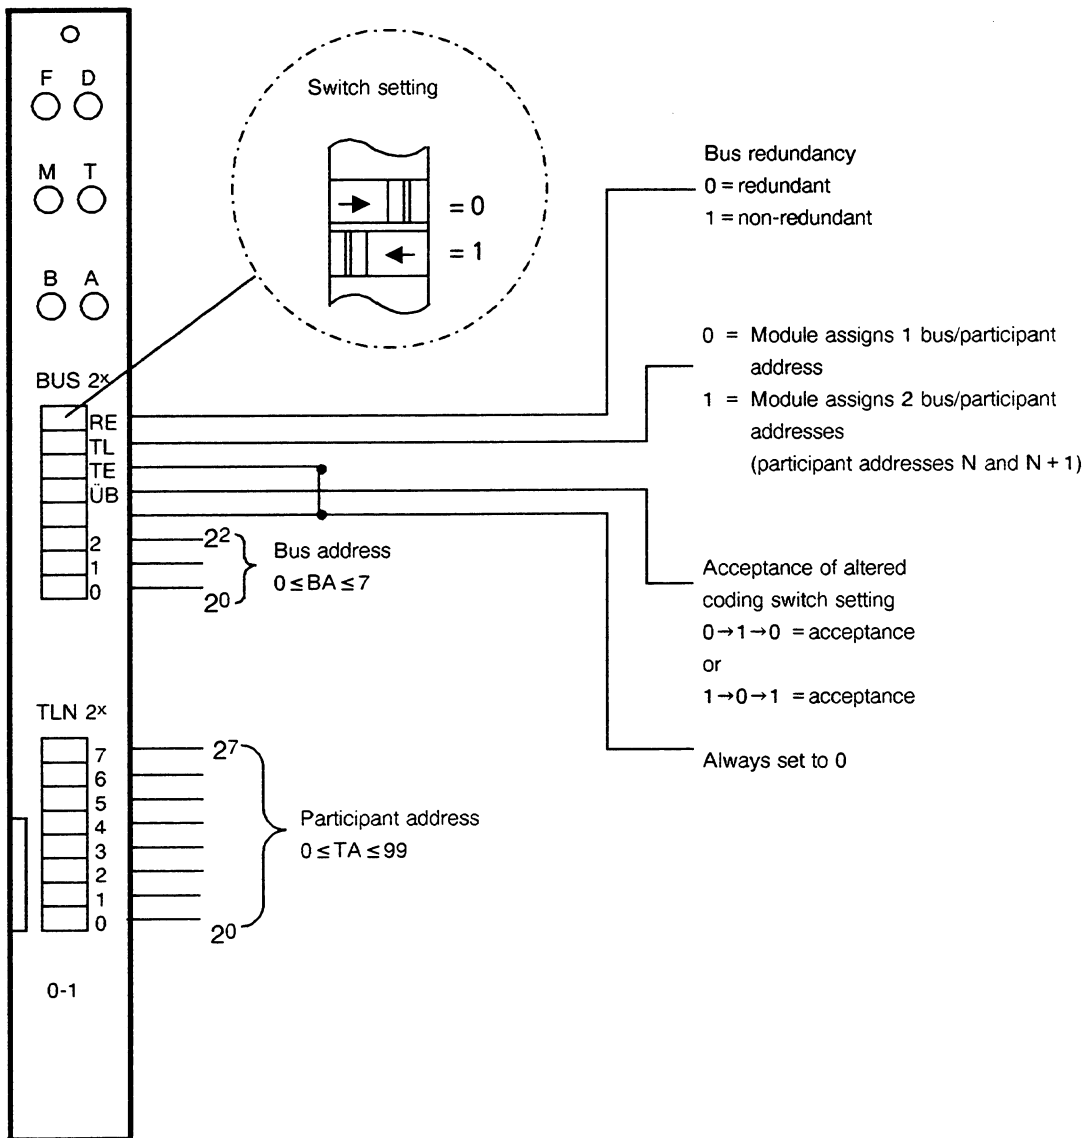 F D
M T
B A
BUS 2ˣ
RE
TL
TE
ÜB
2
1
0
TLN 2ˣ
7
6
5
4
3
2
1
0
0-1
Switch setting
= 0
= 1
2²
2⁰
Bus address
0 ≤ BA ≤ 7
2⁷
2⁰
Participant address
0 ≤ TA ≤ 99
Bus redundancy
0 = redundant
1 = non-redundant
0 = Module assigns 1 bus/participant
address
1 = Module assigns 2 bus/participant
addresses
(participant addresses N and N + 1)
Acceptance of altered
coding switch setting
0→1→0 = acceptance
or
1→0→1 = acceptance
Always set to 0